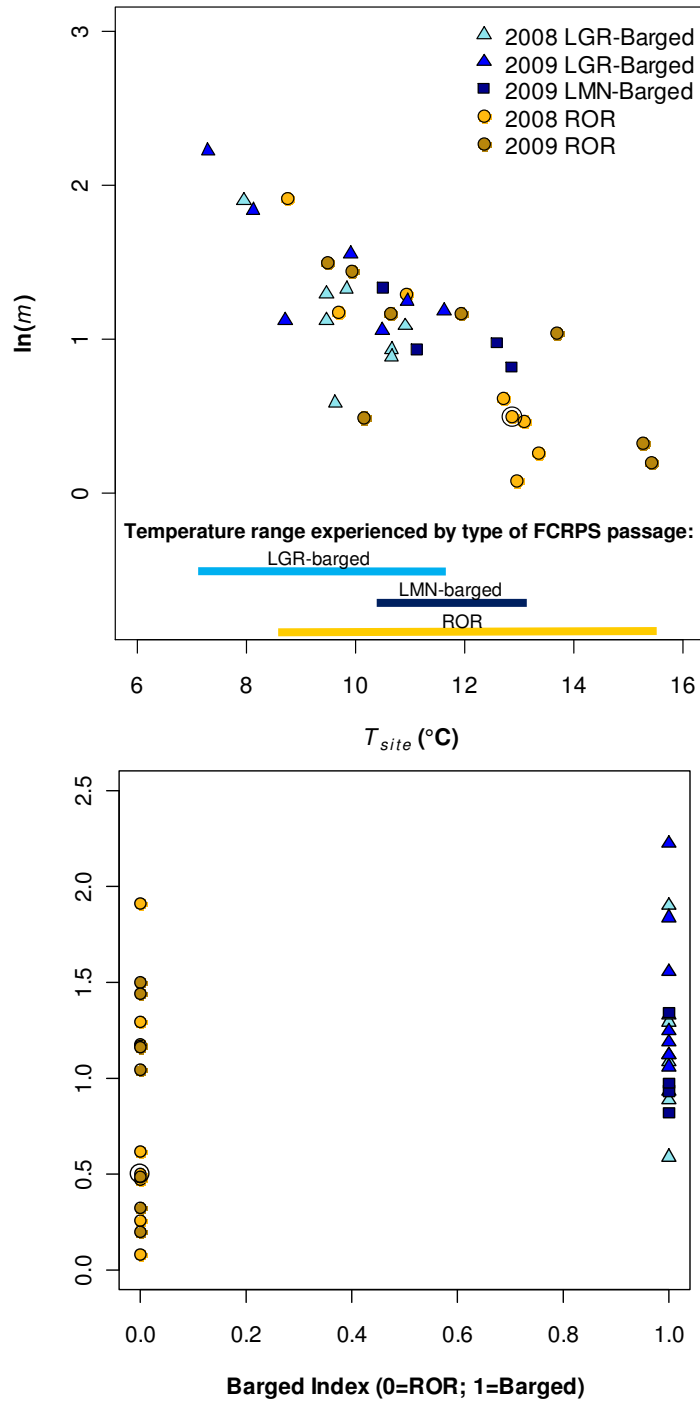 3
2008 LGR-Barged
2009 LGR-Barged
2009 LMN-Barged
2008 ROR
2009 ROR
2
ln(m)
1
0
Temperature range experienced by type of FCRPS passage:
LGR-barged
LMN-barged
ROR
6 8 10 12 14 16
T site (°C)
2.5
2.0
1.5
1.0
0.5
0.0
0.0 0.2 0.4 0.6 0.8 1.0
Barged Index (0=ROR; 1=Barged)